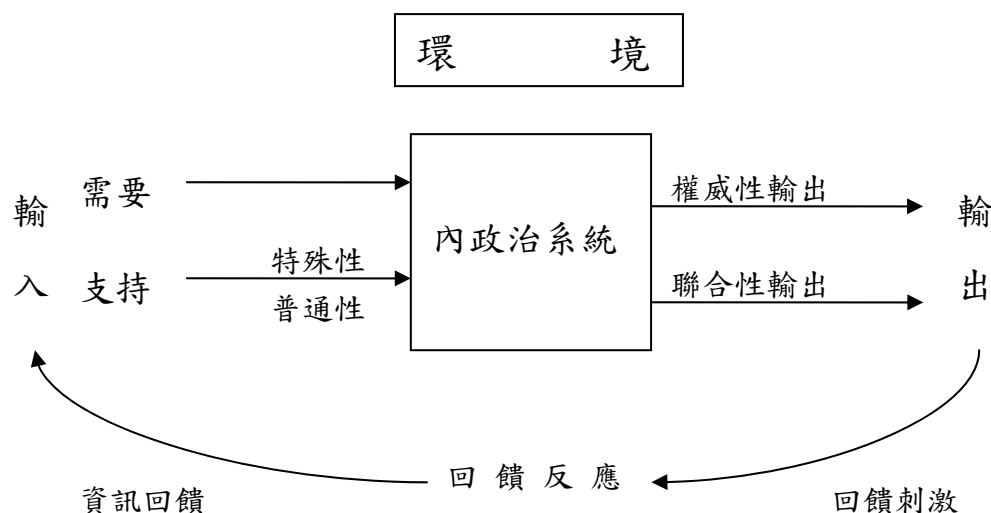 環 境
輸入
需要
支持
特殊性
普通性
內政治系統
權威性輸出
聯合性輸出
輸出
回饋反應
資訊回饋
回饋刺激